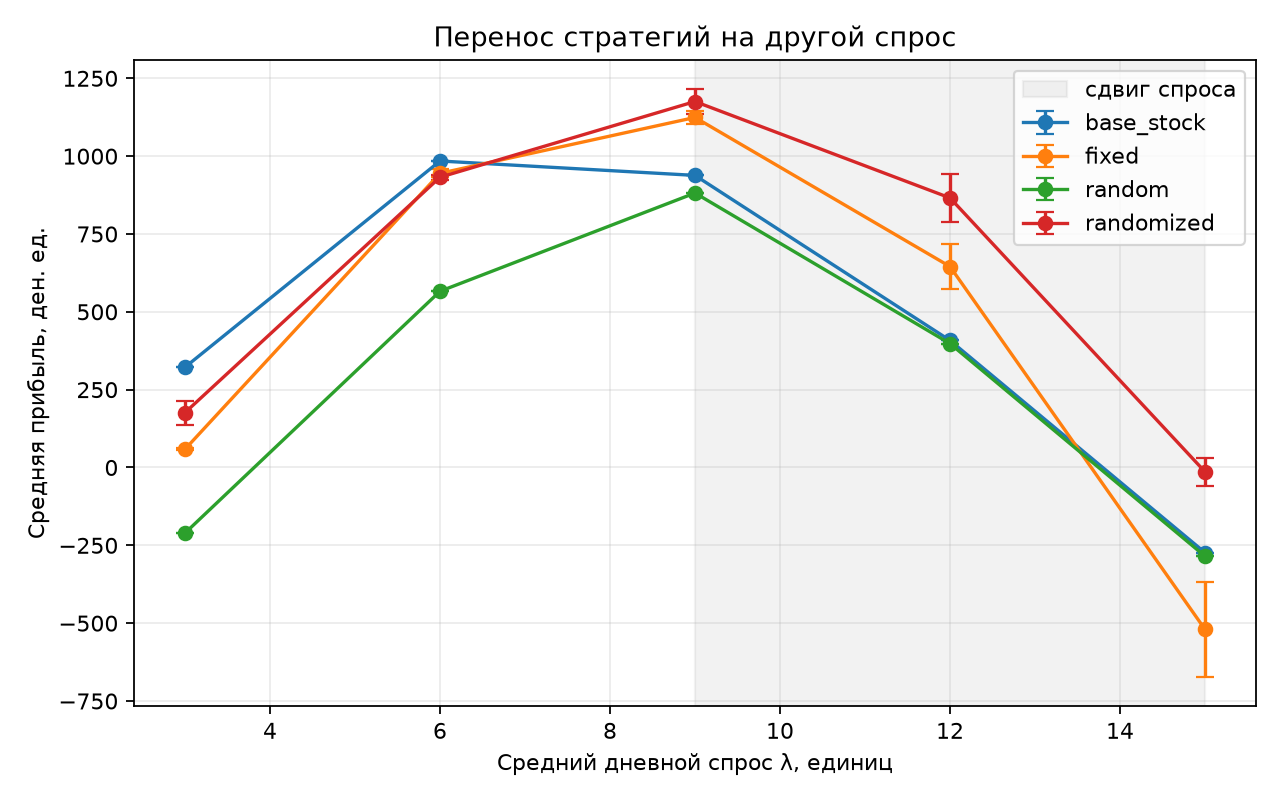 Перенос стратегий на другой спрос
сдвиг спроса
base_stock
fixed
random
randomized
Средняя прибыль, ден. ед.
1250
1000
750
500
250
0
−250
−500
−750
4 6 8 10 12 14
Средний дневной спрос λ, единиц